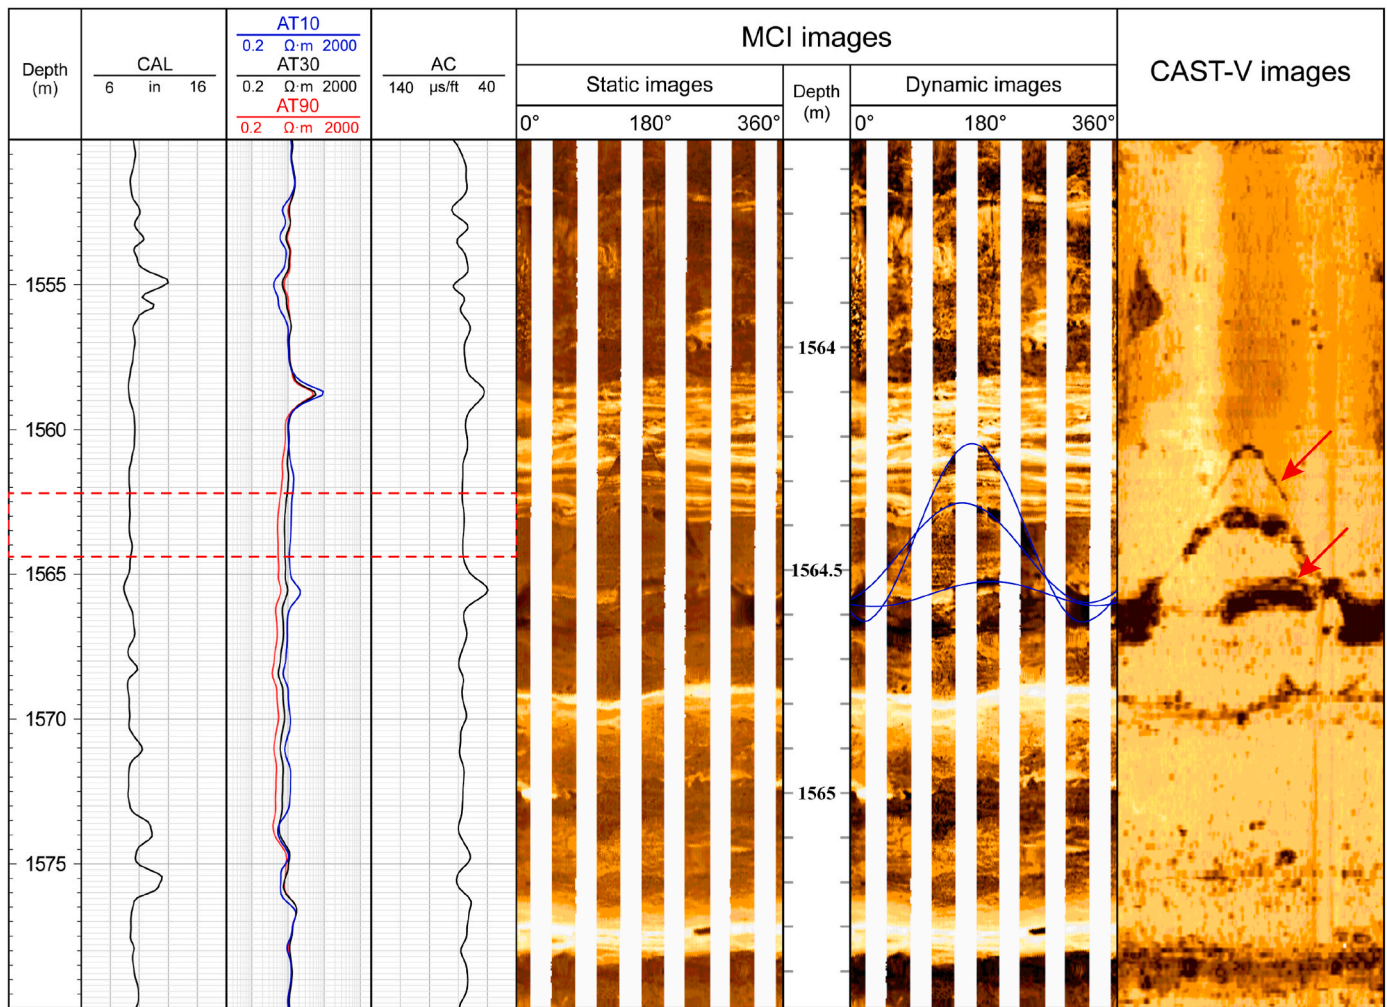 Depth
(m)
CAL
6 in 16
AT10
0.2 Ω·m 2000
AT30
0.2 Ω·m 2000
AT90
0.2 Ω·m 2000
AC
140 μs/ft 40
MCI images
Static images
0° 180° 360°
Depth
(m)
Dynamic images
0° 180° 360°
CAST-V images
1555
1560
1565
1570
1575
1564
1564.5
1565